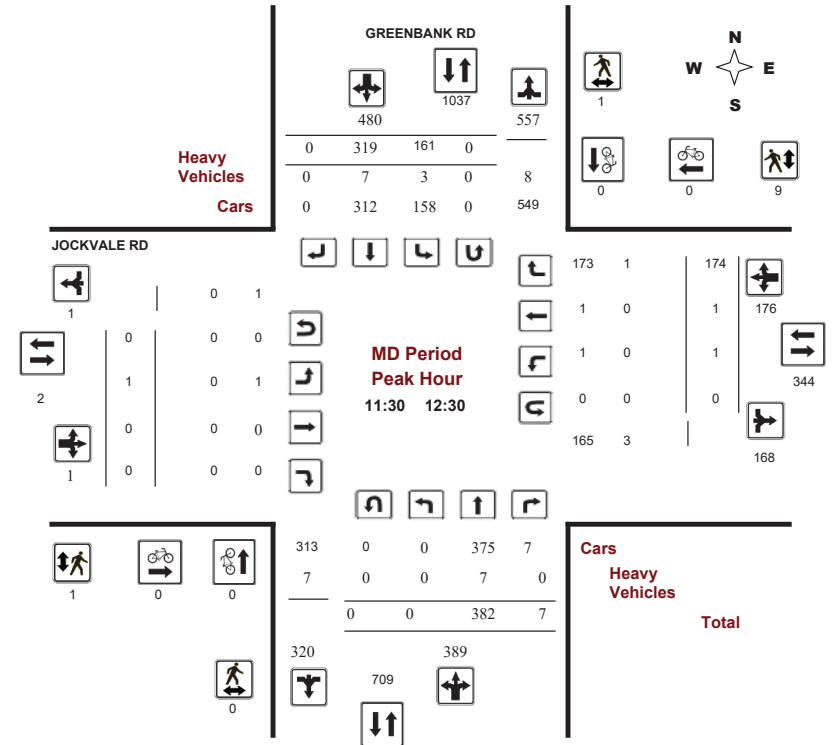 GREENBANK RD
N
W E
S
1037
1
480 557
0 319 161 0
Heavy
Vehicles 0 7 3 0 8
Cars 0 312 158 0 549
0 0 9
JOCKVALE RD
173 1 174
1 0 1
1 0 1 176
0 0 0 0
MD Period
Peak Hour
11:30 12:30
1 0 1
2
1 0 1
344
0 0 0
0 0 0
165 3
168
1
0 0 0
313 0 0 375 7 Cars
7 0 0 7 0 Heavy
Vehicles
0 0 382 7 Total
1 0 0
320 389
709
0